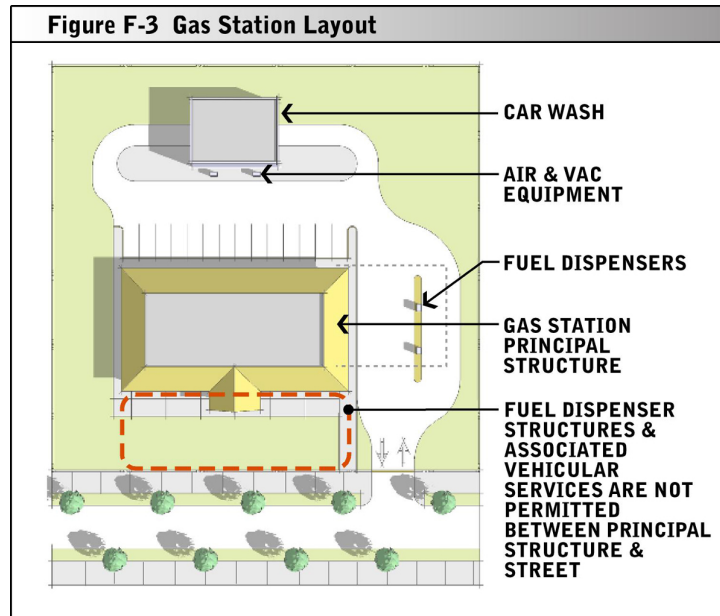 Figure F-3 Gas Station Layout
CAR WASH
AIR & VAC
EQUIPMENT
FUEL DISPENSERS
GAS STATION
PRINCIPAL
STRUCTURE
FUEL DISPENSER
STRUCTURES &
ASSOCIATED
VEHICULAR
SERVICES ARE NOT
PERMITTED
BETWEEN PRINCIPAL
STRUCTURE &
STREET